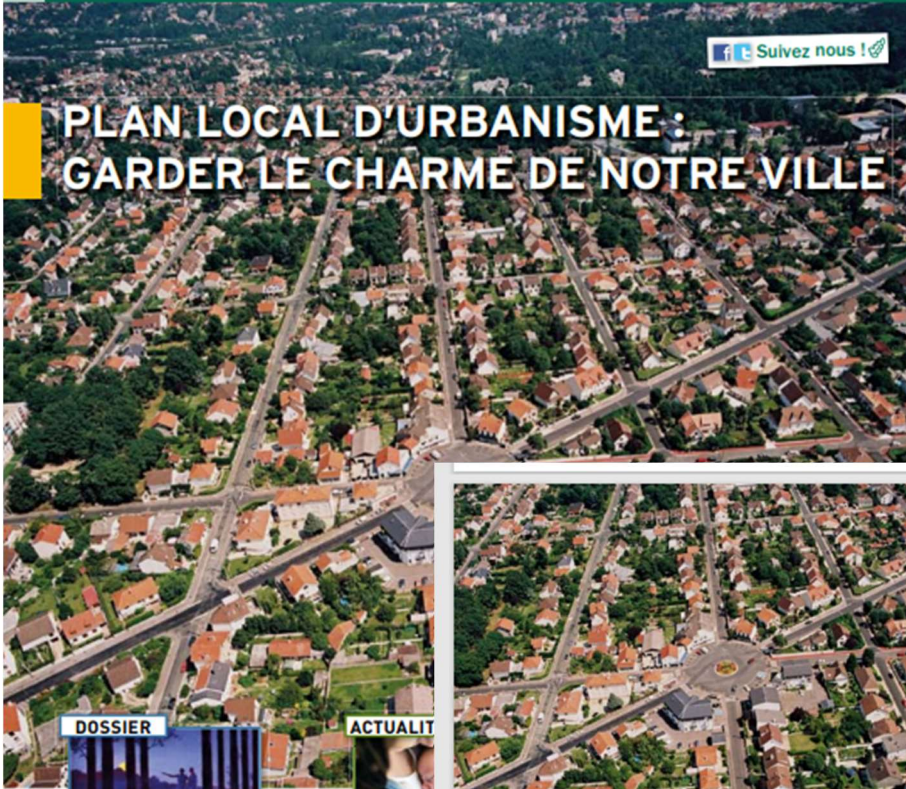 Suivez nous !
PLAN LOCAL D'URBANISME :
GARDER LE CHARME DE NOTRE VILLE
DOSSIER
ACTUALIT